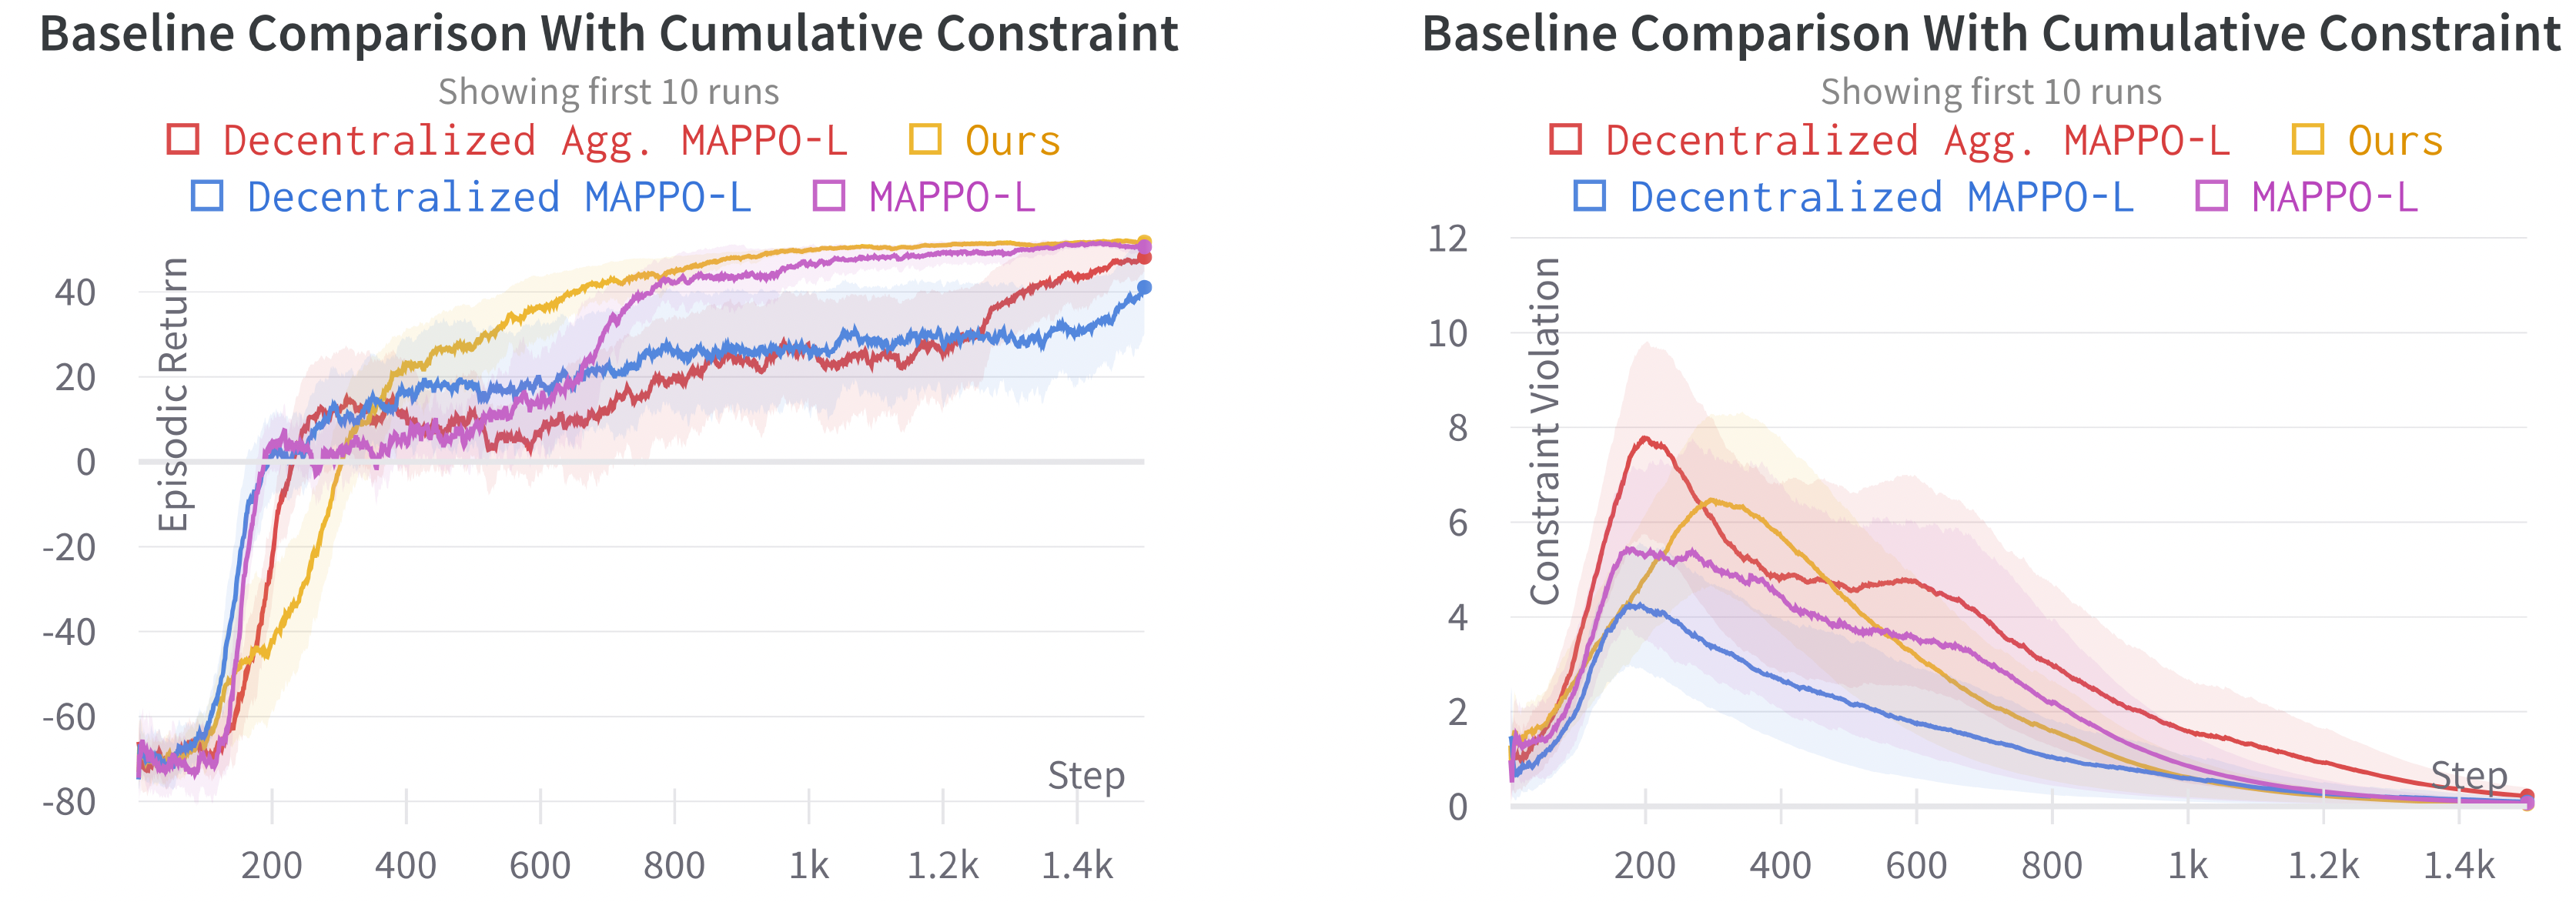 Baseline Comparison With Cumulative Constraint
Showing first 10 runs
Decentralized Agg. MAPPO-L Ours
Decentralized MAPPO-L MAPPO-L
Episodic Return
40
20
0
-20
-40
-60
-80
Step
200 400 600 800 1k 1.2k 1.4k
Baseline Comparison With Cumulative Constraint
Showing first 10 runs
Decentralized Agg. MAPPO-L Ours
Decentralized MAPPO-L MAPPO-L
Constraint Violation
12
10
8
6
4
2
0
Step
200 400 600 800 1k 1.2k 1.4k